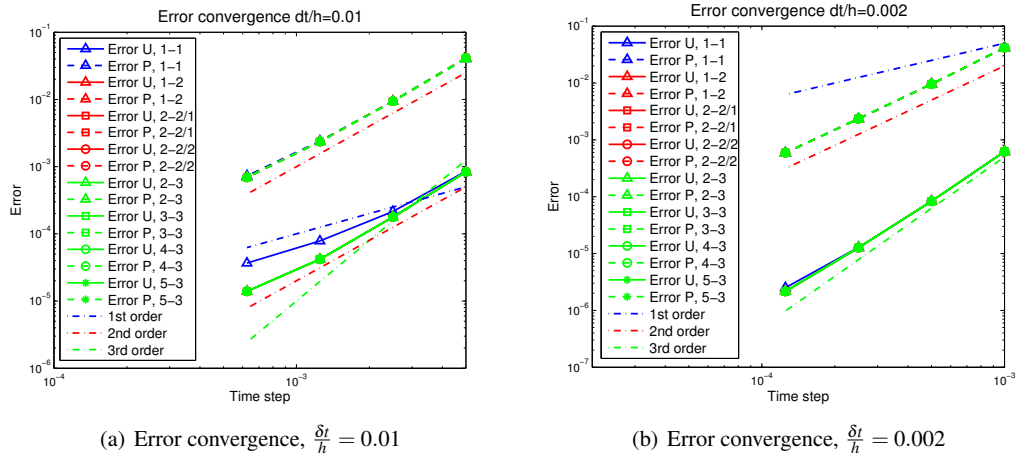 Error convergence dt/h=0.01
10^-1
10^-2
10^-3
10^-4
10^-5
10^-6
Error
Error U, 1−1
Error P, 1−1
Error U, 1−2
Error P, 1−2
Error U, 2−2/1
Error P, 2−2/1
Error U, 2−2/2
Error P, 2−2/2
Error U, 2−3
Error P, 2−3
Error U, 3−3
Error P, 3−3
Error U, 4−3
Error P, 4−3
Error U, 5−3
Error P, 5−3
1st order
2nd order
3rd order
10^-4
10^-3
Time step
(a) Error convergence, δt/h = 0.01
Error convergence dt/h=0.002
10^0
10^-1
10^-2
10^-3
10^-4
10^-5
10^-6
10^-7
Error
Error U, 1−1
Error P, 1−1
Error U, 1−2
Error P, 1−2
Error U, 2−2/1
Error P, 2−2/1
Error U, 2−2/2
Error P, 2−2/2
Error U, 2−3
Error P, 2−3
Error U, 3−3
Error P, 3−3
Error U, 4−3
Error P, 4−3
Error U, 5−3
Error P, 5−3
1st order
2nd order
3rd order
10^-4
10^-3
Time step
(b) Error convergence, δt/h = 0.002